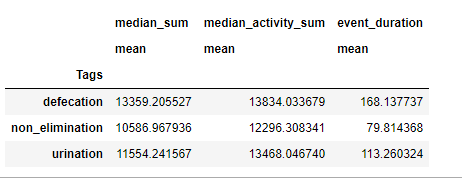 median_sum median_activity_sum event_duration
mean mean mean
Tags
defecation 13359.205527 13834.033679 168.137737
non_elimination 10586.967936 12296.308341 79.814368
urination 11554.241567 13468.046740 113.260324